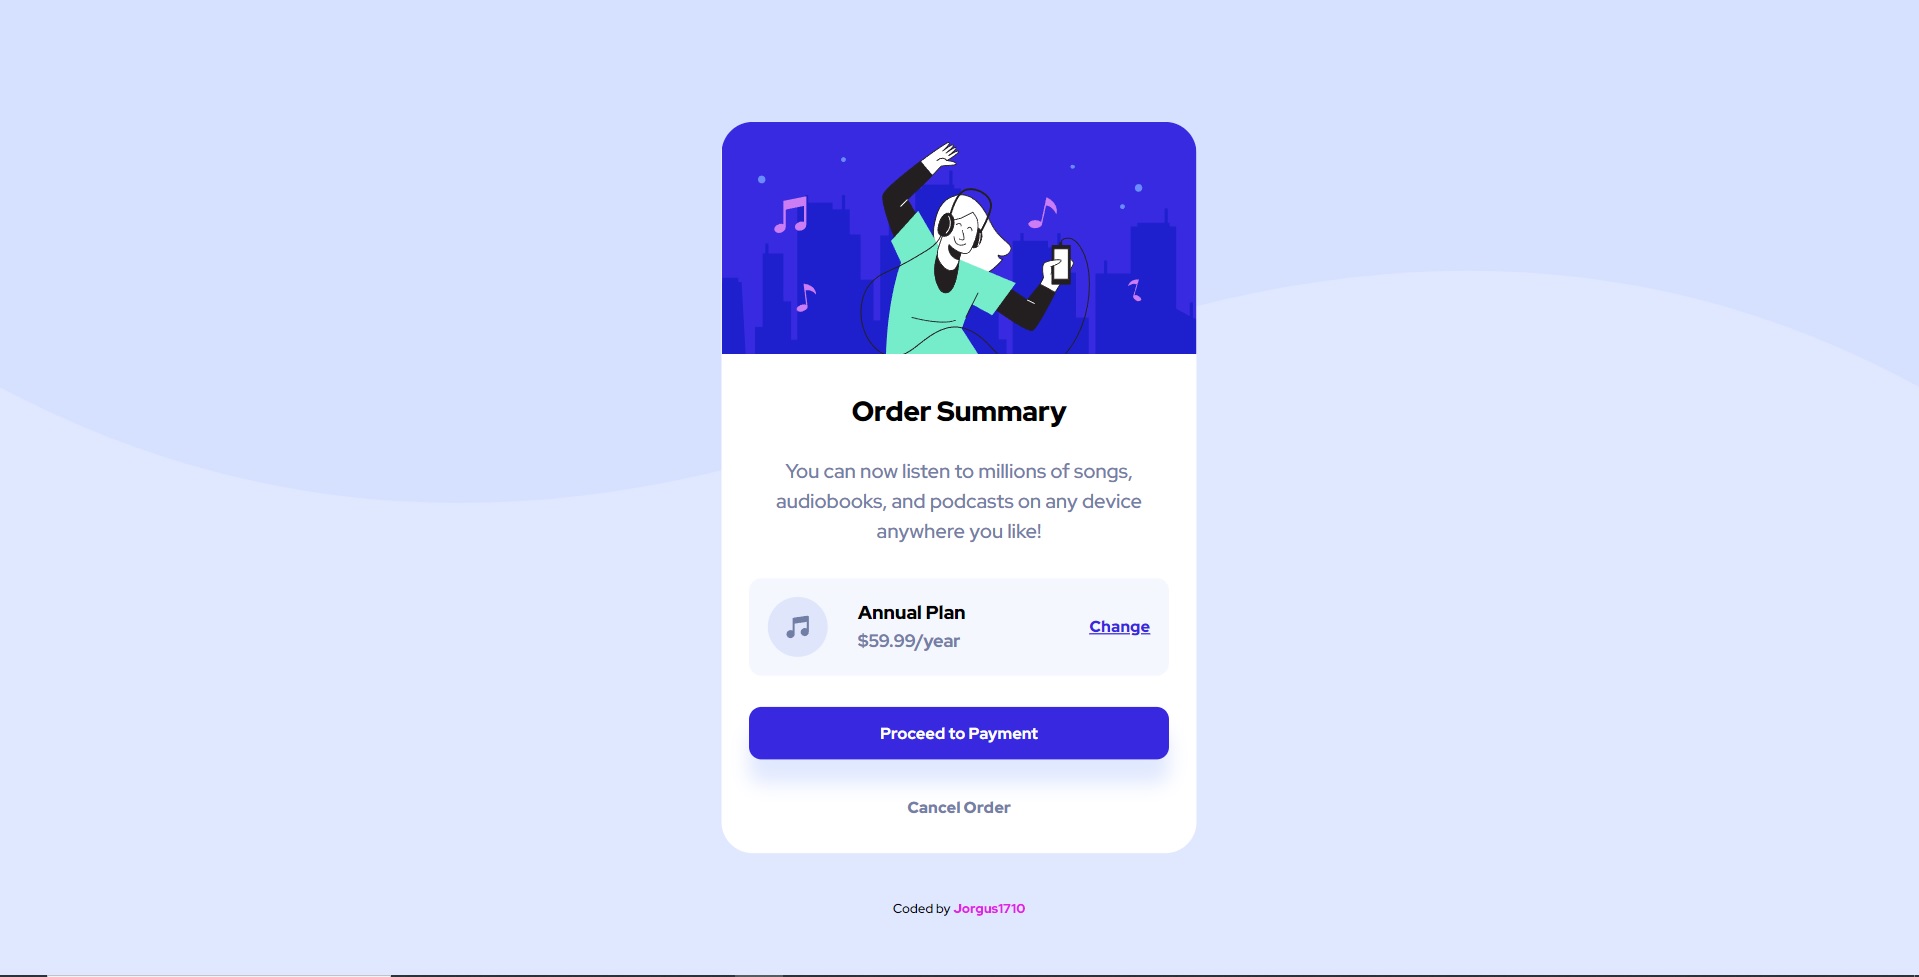 Order Summary
You can now listen to millions of songs,
audiobooks, and podcasts on any device
anywhere you like!
Annual Plan
$59.99/year
Change
Proceed to Payment
Cancel Order
Coded by Jorgus1710